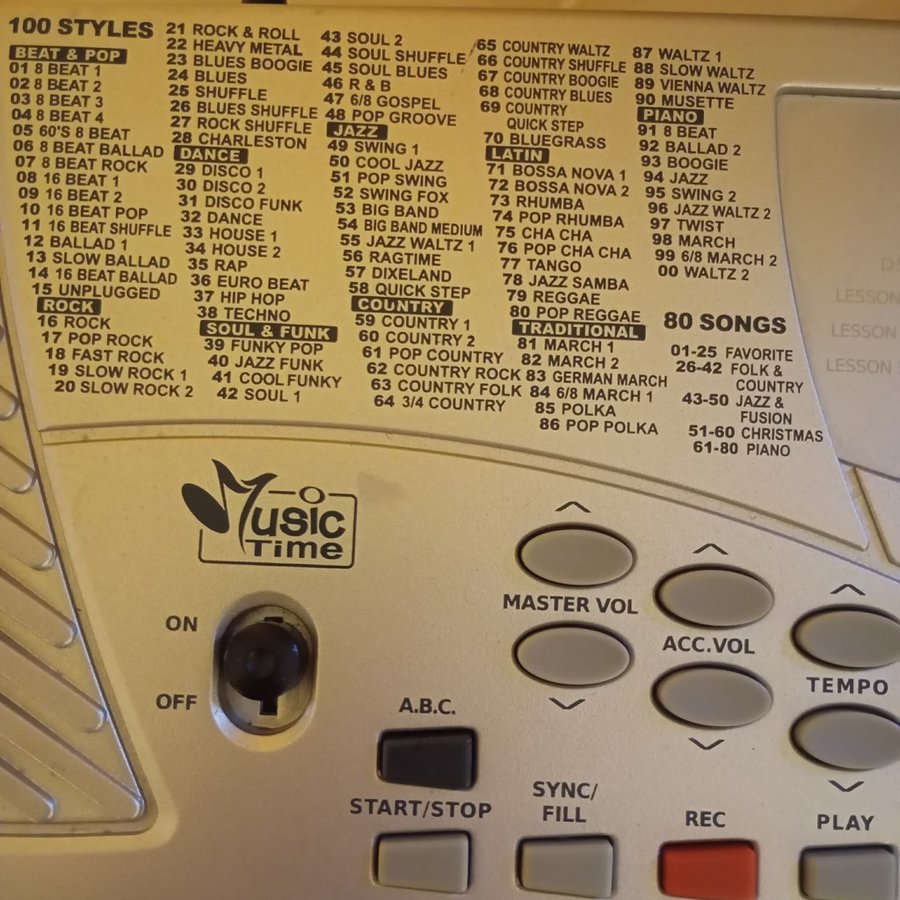 100 STYLES
BEAT & POP
01 8 BEAT 1
02 8 BEAT 2
03 8 BEAT 3
04 8 BEAT 4
05 60'S 8 BEAT
06 8 BEAT BALLAD
07 8 BEAT ROCK
08 16 BEAT 1
09 16 BEAT 2
10 16 BEAT POP
11 16 BEAT SHUFFLE
12 BALLAD 1
13 SLOW BALLAD
14 16 BEAT BALLAD
15 UNPLUGGED
ROCK
16 ROCK
17 POP ROCK
18 FAST ROCK
19 SLOW ROCK 1
20 SLOW ROCK 2
21 ROCK & ROLL
22 HEAVY METAL
23 BLUES BOOGIE
24 BLUES
25 SHUFFLE
26 BLUES SHUFFLE
27 ROCK SHUFFLE
28 CHARLESTON
DANCE
29 DISCO 1
30 DISCO 2
31 DISCO FUNK
32 DANCE
33 HOUSE 1
34 HOUSE 2
35 RAP
36 EURO BEAT
37 HIP HOP
38 TECHNO
SOUL & FUNK
39 FUNKY POP
40 JAZZ FUNK
41 COOL FUNKY
42 SOUL 1
43 SOUL 2
44 SOUL SHUFFLE
45 SOUL BLUES
46 R & B
47 6/8 GOSPEL
48 POP GROOVE
JAZZ
49 SWING 1
50 COOL JAZZ
51 POP SWING
52 SWING FOX
53 BIG BAND
54 BIG BAND MEDIUM
55 JAZZ WALTZ 1
56 RAGTIME
57 DIXELAND
58 QUICK STEP
COUNTRY
59 COUNTRY 1
60 COUNTRY 2
61 POP COUNTRY
62 COUNTRY ROCK
63 COUNTRY FOLK
64 3/4 COUNTRY
65 COUNTRY WALTZ
66 COUNTRY SHUFFLE
67 COUNTRY BOOGIE
68 COUNTRY BLUES
69 COUNTRY
QUICK STEP
70 BLUEGRASS
LATIN
71 BOSSA NOVA 1
72 BOSSA NOVA 2
73 RHUMBA
74 POP RHUMBA
75 CHA CHA
76 POP CHA CHA
77 TANGO
78 JAZZ SAMBA
79 REGGAE
80 POP REGGAE
TRADITIONAL
81 MARCH 1
82 MARCH 2
83 GERMAN MARCH
84 6/8 MARCH 1
85 POLKA
86 POP POLKA
87 WALTZ 1
88 SLOW WALTZ
89 VIENNA WALTZ
90 MUSETTE
PIANO
91 8 BEAT
92 BALLAD 2
93 BOOGIE
94 JAZZ
95 SWING 2
96 JAZZ WALTZ 2
97 TWIST
98 MARCH
99 6/8 MARCH 2
00 WALTZ 2
80 SONGS
01-25 FAVORITE
26-42 FOLK &
COUNTRY
43-50 JAZZ &
FUSION
51-60 CHRISTMAS
61-80 PIANO
LESSON
LESSON
LESSON
Music
Time
ON
OFF
MASTER VOL
ACC.VOL
TEMPO
A.B.C.
START/STOP
SYNC/
FILL
REC
PLAY